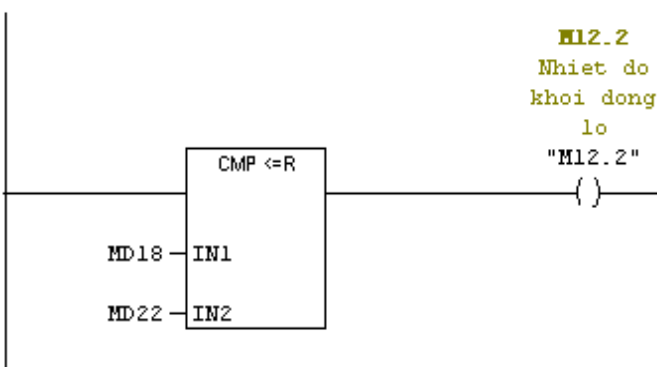 M12.2
Nhiet do
khoi dong
lo
"M12.2"
CMP <=R
MD18 IN1
MD22 IN2